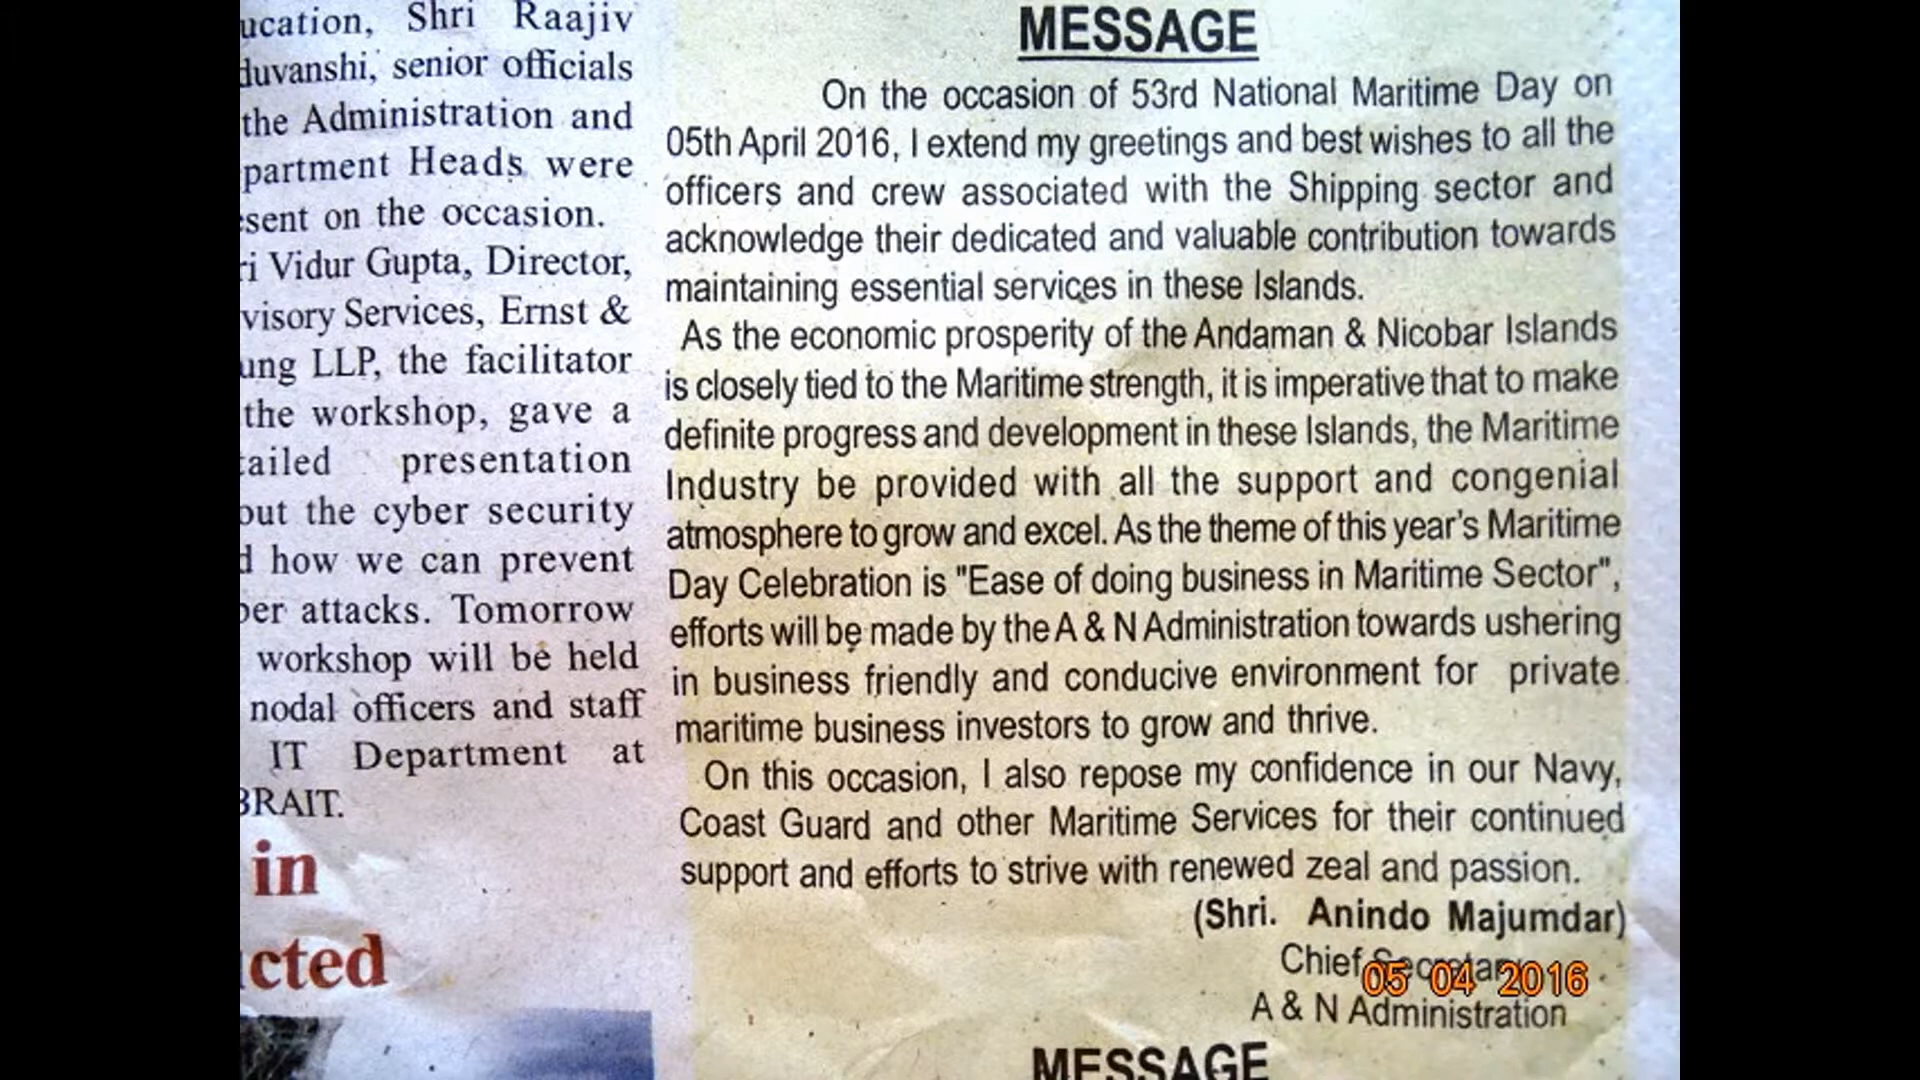 ucation, Shri Raajiv
duvanshi, senior officials
the Administration and
partment Heads were
sent on the occasion.
ri Vidur Gupta, Director,
visory Services, Ernst &
ung LLP, the facilitator
the workshop, gave a
tailed presentation
out the cyber security
d how we can prevent
ber attacks. Tomorrow
workshop will be held
nodal officers and staff
IT Department at
BRAIT.
in
cted
MESSAGE
On the occasion of 53rd National Maritime Day on
05th April 2016, I extend my greetings and best wishes to all the
officers and crew associated with the Shipping sector and
acknowledge their dedicated and valuable contribution towards
maintaining essential services in these Islands.
As the economic prosperity of the Andaman & Nicobar Islands
is closely tied to the Maritime strength, it is imperative that to make
definite progress and development in these Islands, the Maritime
Industry be provided with all the support and congenial
atmosphere to grow and excel. As the theme of this year's Maritime
Day Celebration is "Ease of doing business in Maritime Sector",
efforts will be made by the A & N Administration towards ushering
in business friendly and conducive environment for private
maritime business investors to grow and thrive.
On this occasion, I also repose my confidence in our Navy,
Coast Guard and other Maritime Services for their continued
support and efforts to strive with renewed zeal and passion.
(Shri. Anindo Majumdar)
Chief Secretary
05 04 2016
A & N Administration
MESSAGE